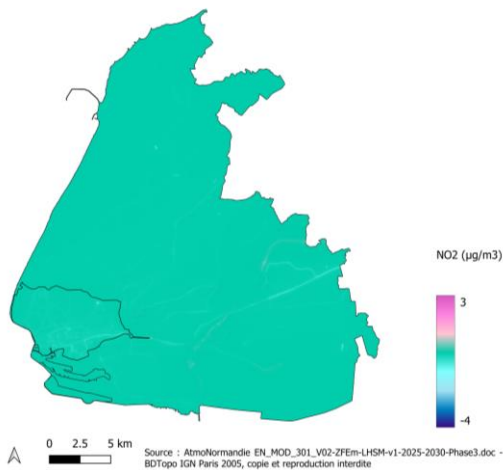 NO2 (µg/m3)
3
-4
0 2.5 5 km
Source : AtmoNormandie EN_MOD_301_V02-ZFEm-LHSM-v1-2025-2030-Phase3.doc -
BDTopo IGN Paris 2005, copie et reproduction interdite